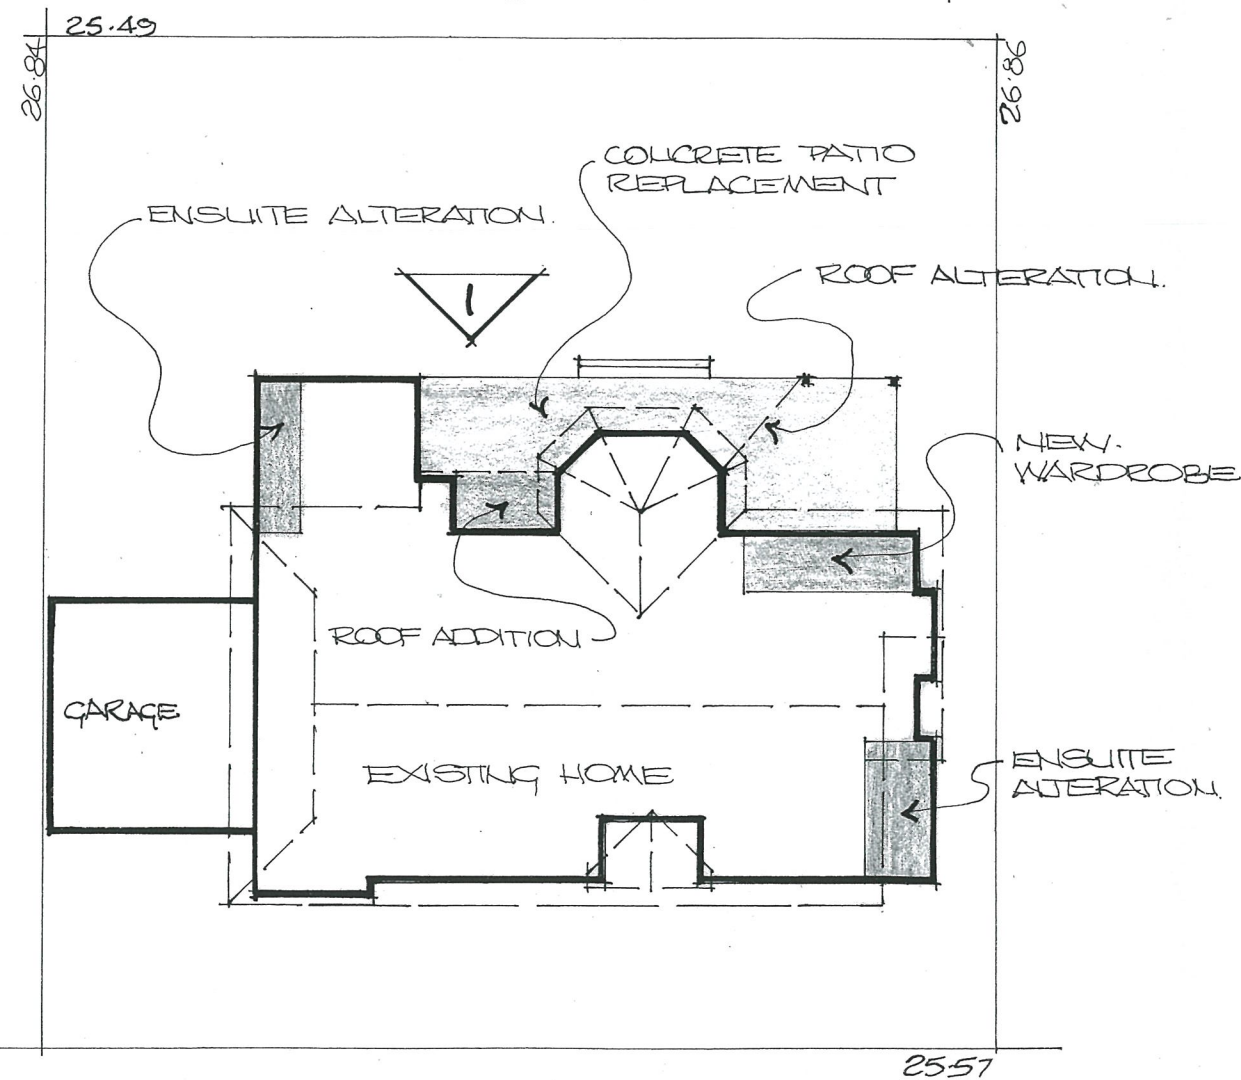 25.49
26.84
26.86
CONCRETE PATIO
REPLACEMENT
ENSUITE ALTERATION.
ROOF ALTERATION.
1
NEW.
WARDROBE
ROOF ADDITION
GARAGE
EXISTING HOME
ENSUITE
ALTERATION.
25.57